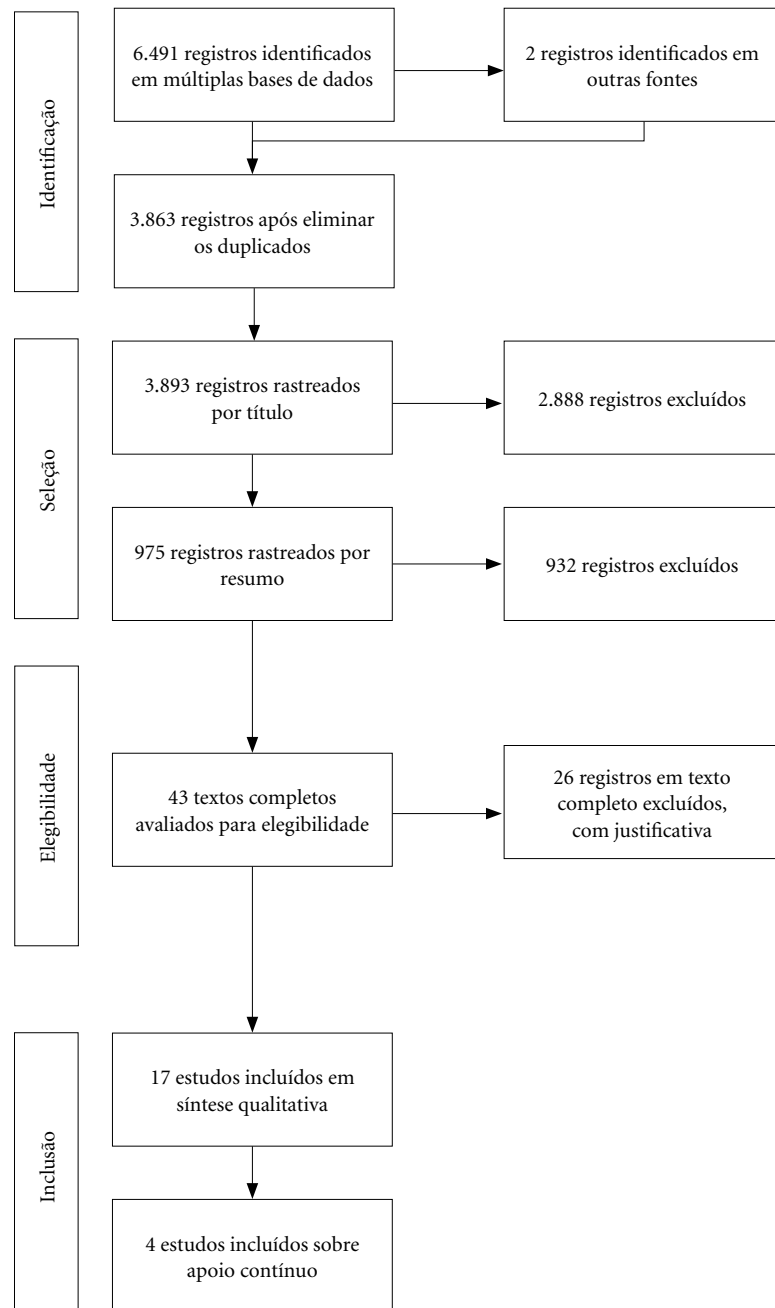 Identificação
6.491 registros identificados
em múltiplas bases de dados
2 registros identificados em
outras fontes
3.863 registros após eliminar
os duplicados
Seleção
3.893 registros rastreados
por título
2.888 registros excluídos
975 registros rastreados por
resumo
932 registros excluídos
Elegibilidade
43 textos completos
avaliados para elegibilidade
26 registros em texto
completo excluídos,
com justificativa
Inclusão
17 estudos incluídos em
síntese qualitativa
4 estudos incluídos sobre
apoio contínuo